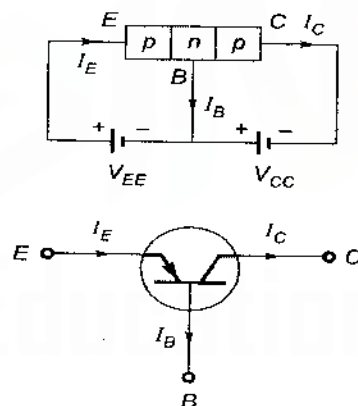 E p n p C
I_E B I_C
I_B
+ − + −
V_EE V_CC
I_E I_C
E C
I_B
B